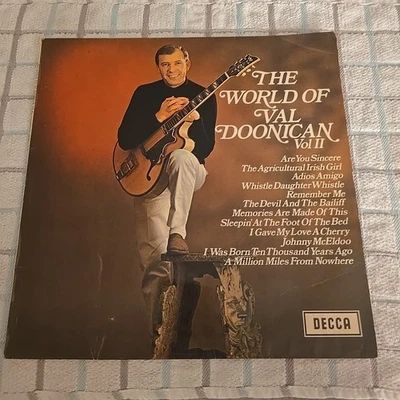 THE
WORLD OF
VAL
DOONICAN
Vol II
Are You Sincere
The Agricultural Irish Girl
Adios Amigo
Whistle Daughter Whistle
Remember Me
The Devil And The Bailiff
Memories Are Made Of This
Sleepin' At The Foot Of The Bed
I Gave My Love A Cherry
Johnny McEldoo
I Was Born Ten Thousand Years Ago
A Million Miles From Nowhere
DECCA